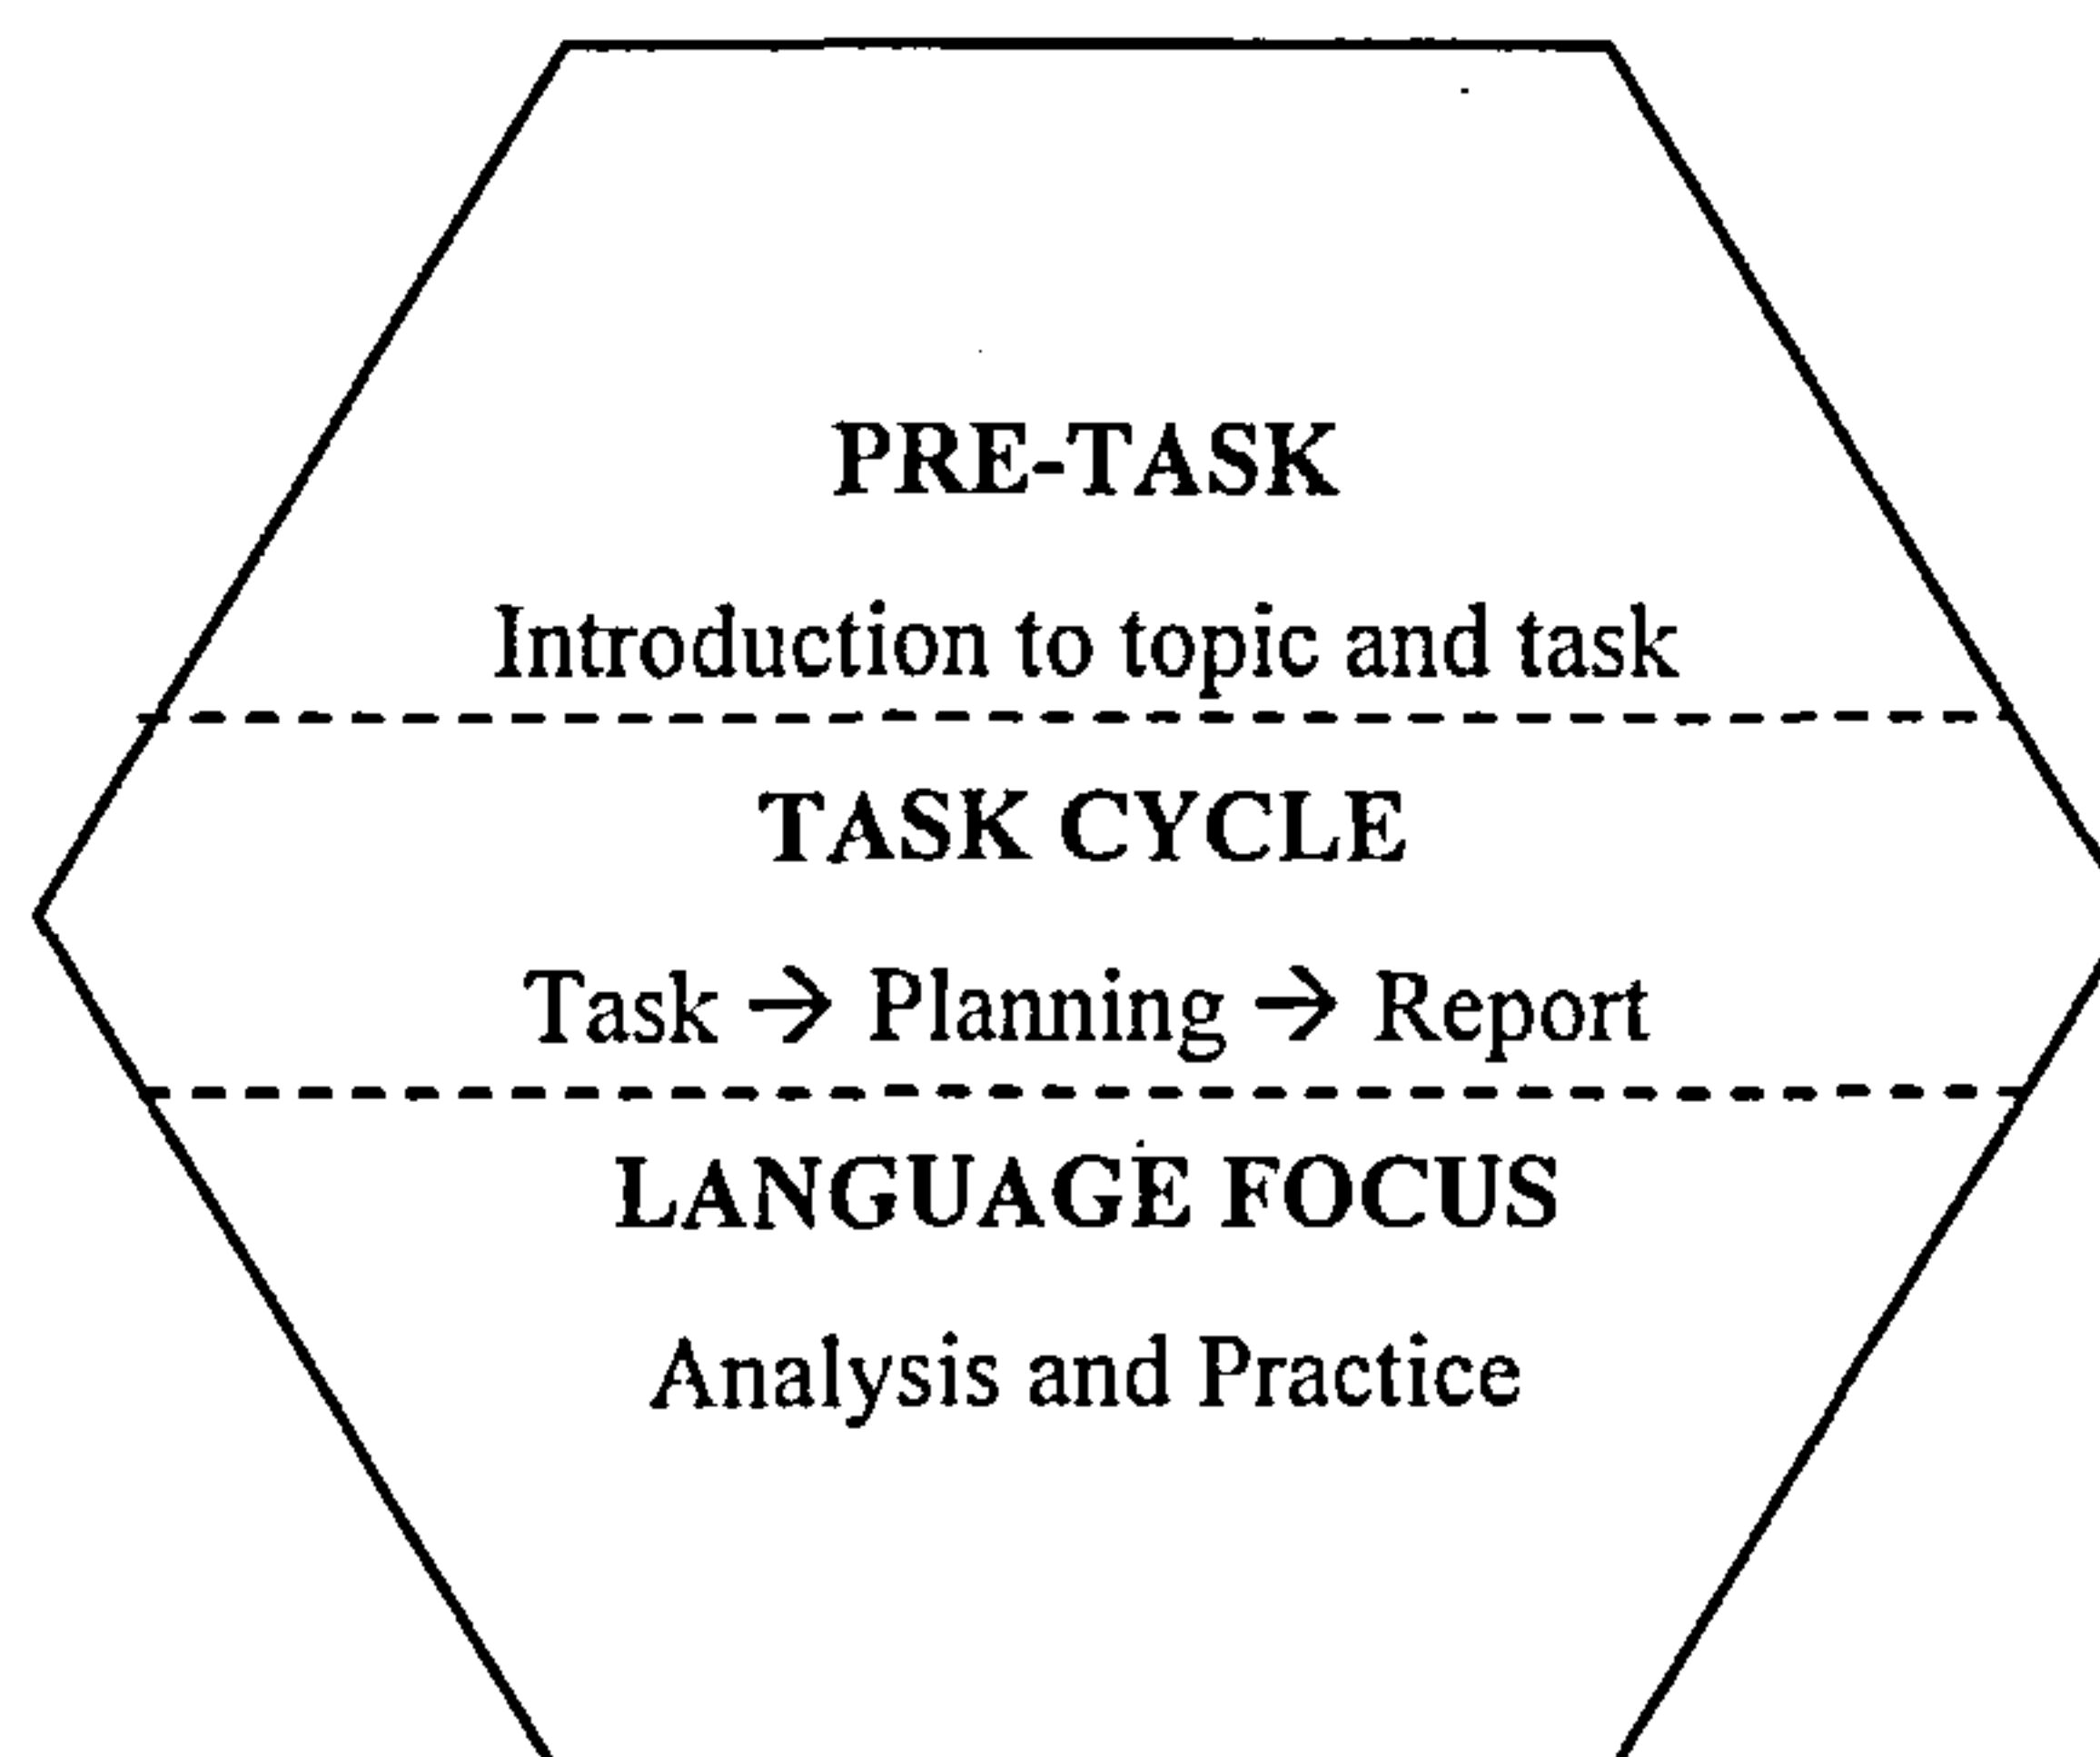 PRE-TASK
Introduction to topic and task
TASK CYCLE
Task → Planning → Report
LANGUAGE FOCUS
Analysis and Practice